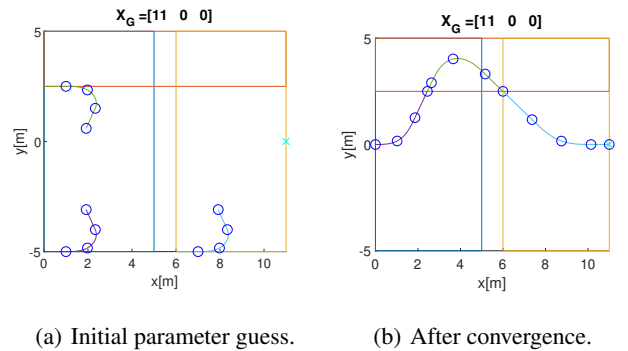 X_G =[11 0 0]
5
0
-5
y[m]
0 2 4 6 8 10
x[m]
X_G =[11 0 0]
5
0
-5
y[m]
0 2 4 6 8 10
x[m]
(a) Initial parameter guess.
(b) After convergence.